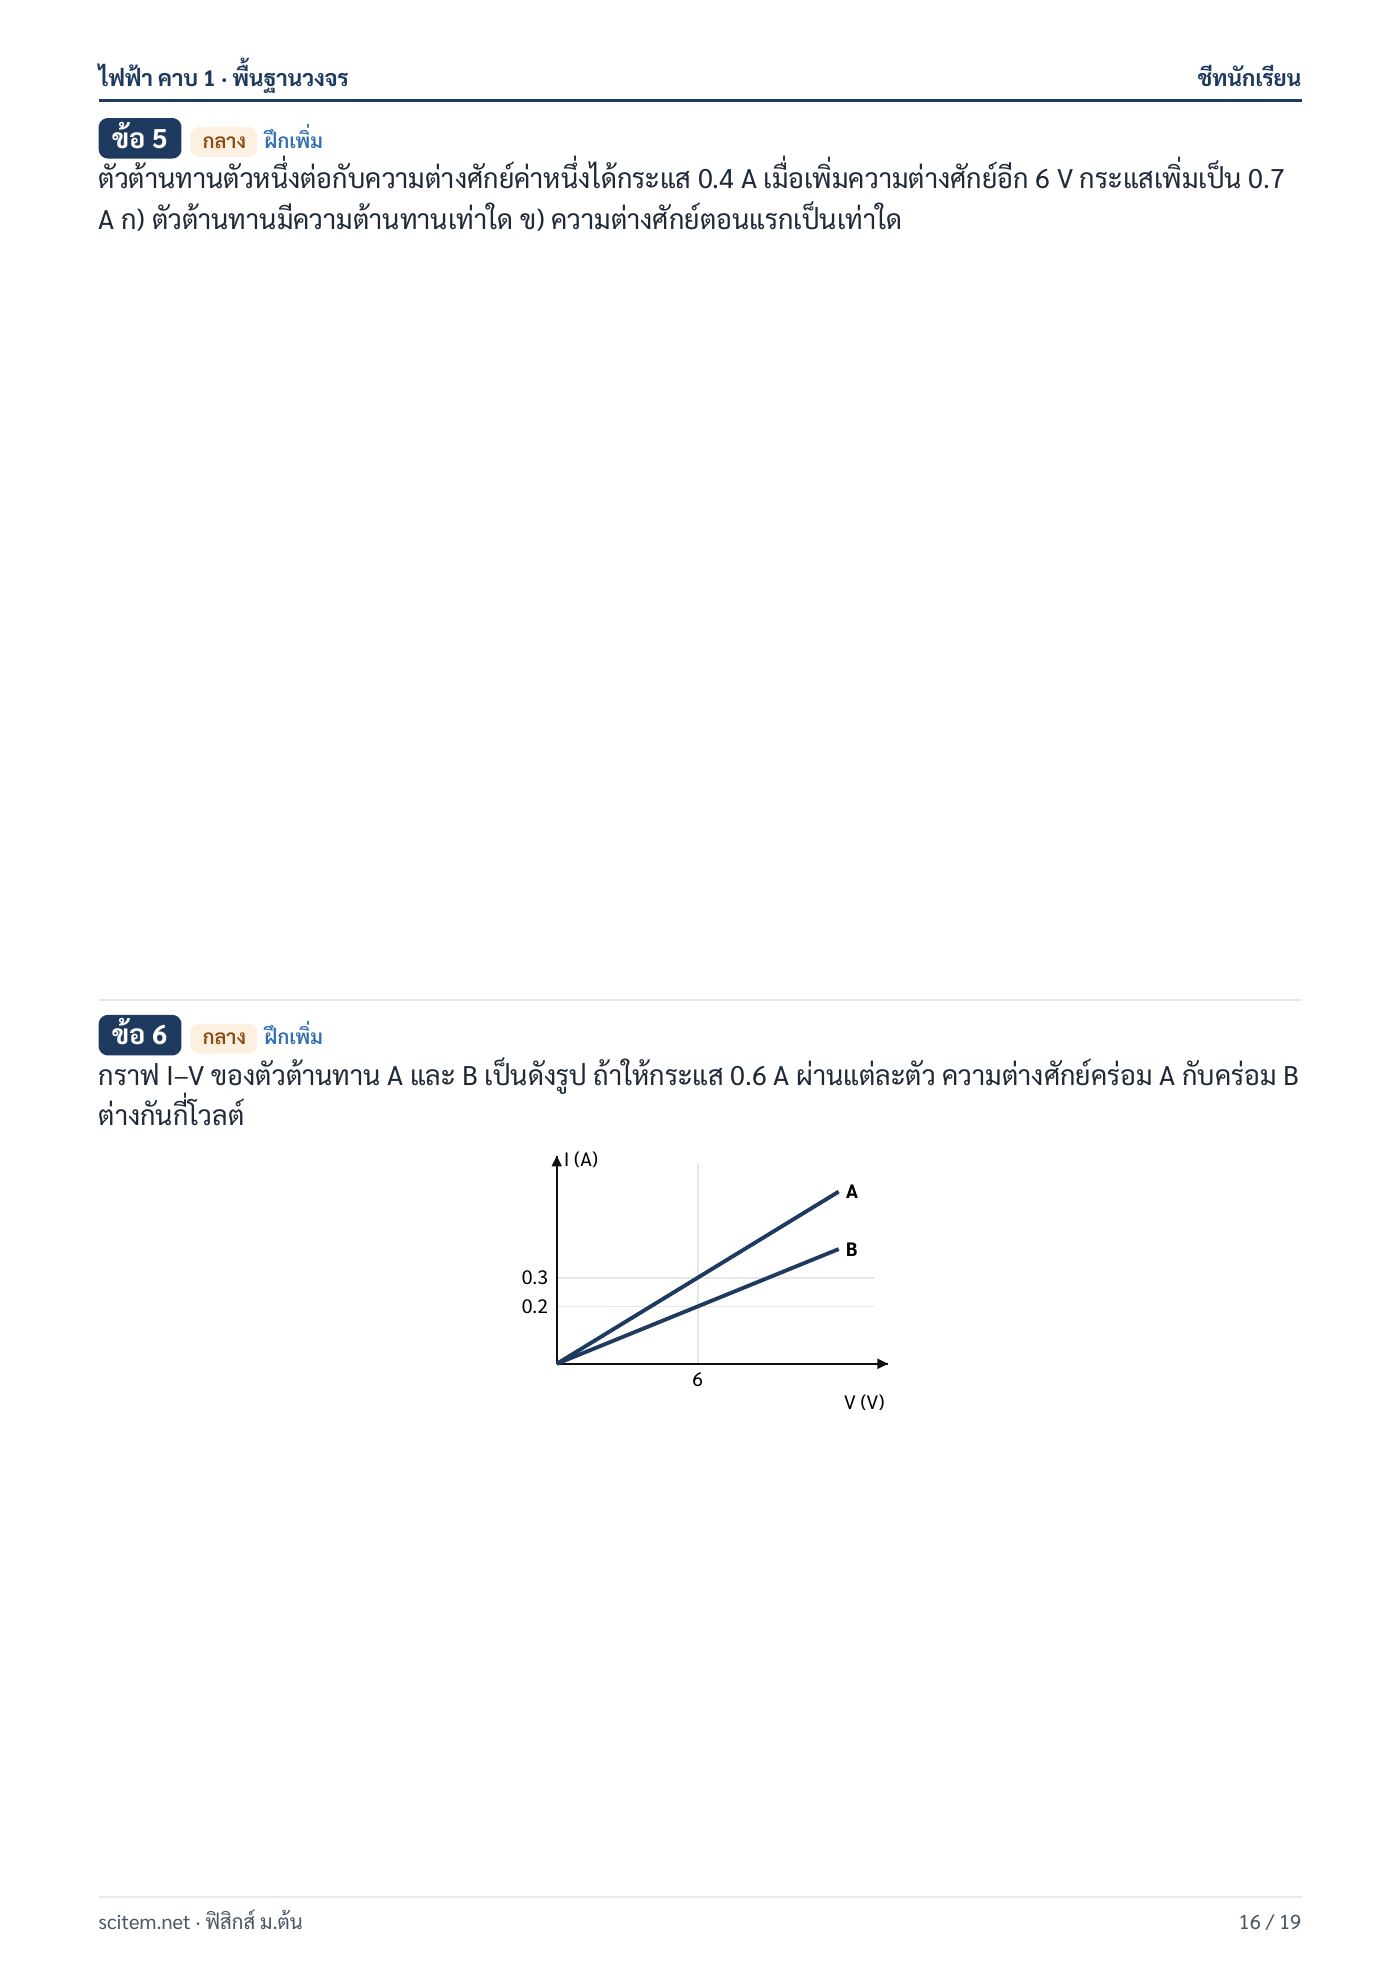 ไฟฟ้า คาบ 1 · พื้นฐานวงจร ชีทนักเรียน
ข้อ 5 กลาง ฝึกเพิ่ม
ตัวต้านทานตัวหนึ่งต่อกับความต่างศักย์ค่าหนึ่งได้กระแส 0.4 A เมื่อเพิ่มความต่างศักย์อีก 6 V กระแสเพิ่มเป็น 0.7
A ก) ตัวต้านทานมีความต้านทานเท่าใด ข) ความต่างศักย์ตอนแรกเป็นเท่าใด
ข้อ 6 กลาง ฝึกเพิ่ม
กราฟ I–V ของตัวต้านทาน A และ B เป็นดังรูป ถ้าให้กระแส 0.6 A ผ่านแต่ละตัว ความต่างศักย์คร่อม A กับคร่อม B
ต่างกันกี่โวลต์
I (A)
A
B
0.3
0.2
6
V (V)
scitem.net · ฟิสิกส์ ม.ต้น 16 / 19